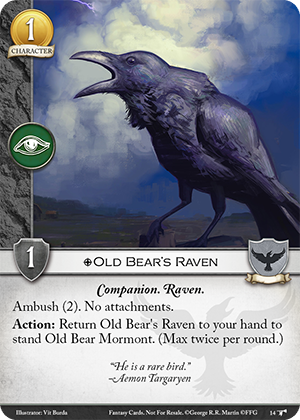 1
CHARACTER
1
OLD BEAR'S RAVEN
Companion. Raven.
Ambush (2). No attachments.
Action: Return Old Bear's Raven to your hand to
stand Old Bear Mormont. (Max twice per round.)
"He is a rare bird."
-Aemon Targaryen
Illustrator: Vit Burda Fantasy Cards. Not For Resale. ©George R.R. Martin ©FFG 14